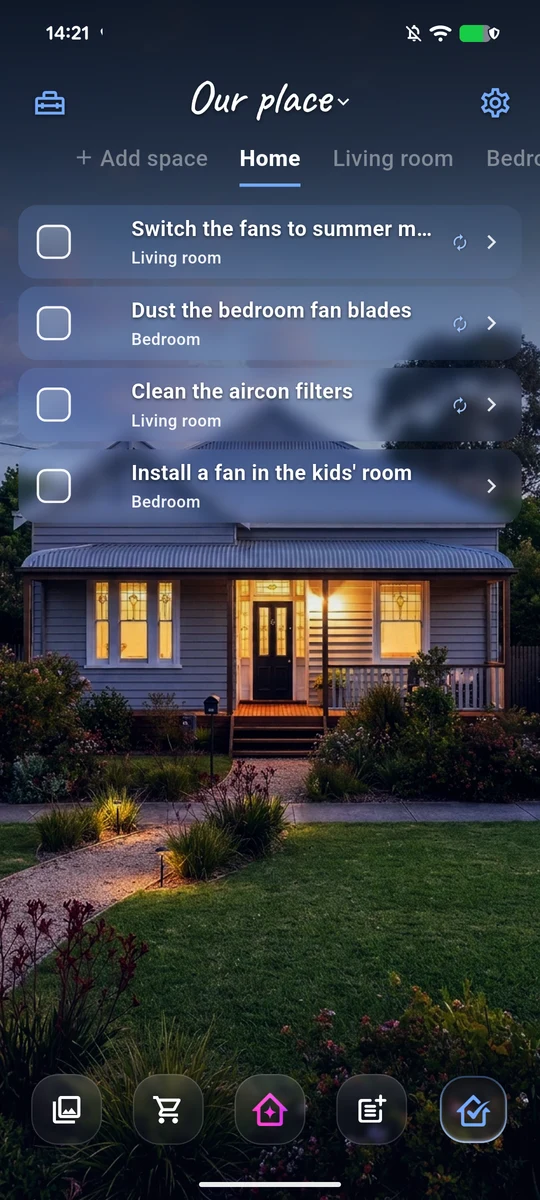 14:21
Our place
+ Add space
Home
Living room
Bedro
Switch the fans to summer m...
Living room
Dust the bedroom fan blades
Bedroom
Clean the aircon filters
Living room
Install a fan in the kids' room
Bedroom